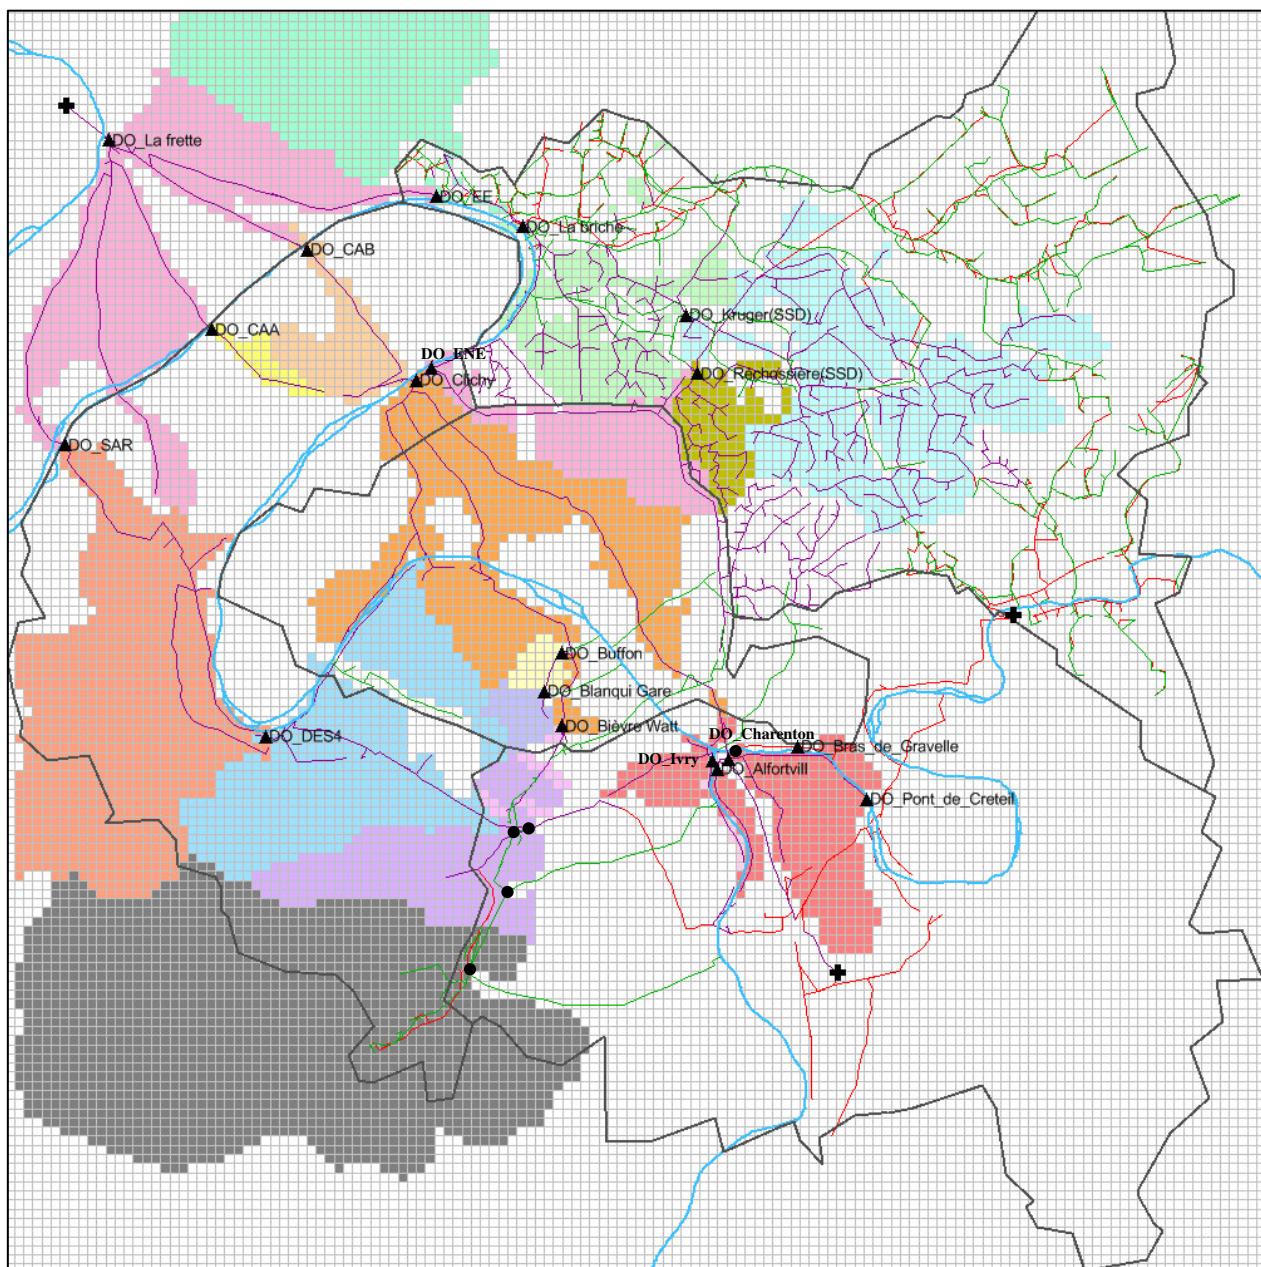 DO_La frette
DO_EE
DO_La briche
DO_CAB
DO_Kruger(SSD)
DO_CAA
DO_ENE
DO_Clichy
DO_Rechossière(SSD)
DO_SAR
DO_Buffon
DO_Blanqui Gare
DO_Bièvre Watt
DO_DES4
DO_Charenton
DO_Bras_de_Gravelle
DO_Ivry
DO_Alfortvill
DO_Pont_de_Creteil